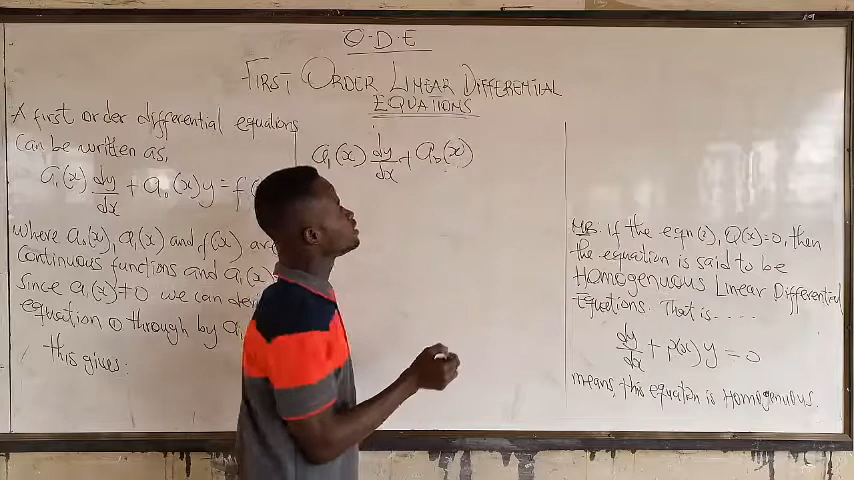 O.D.E
FIRST ORDER LINEAR DIFFERENTIAL
EQUATIONS
A first order differential equations
Can be written as,
a₁(x) dy/dx + a₀(x)y = f(
where a₀(x), a₁(x) and f(x) are
Continuous functions and a₁(x)
Since a₁(x)≠0 we can
equation ① through by a₁
this gives:
a₁(x) dy/dx + a₀(x)
NB: if the eqn(2), Q(x)=0, then
the equation is said to be
Homogenuous Linear Differential
Equations. That is.....
dy/dx + p(x)y = 0
means, this equation is Homogenuous.